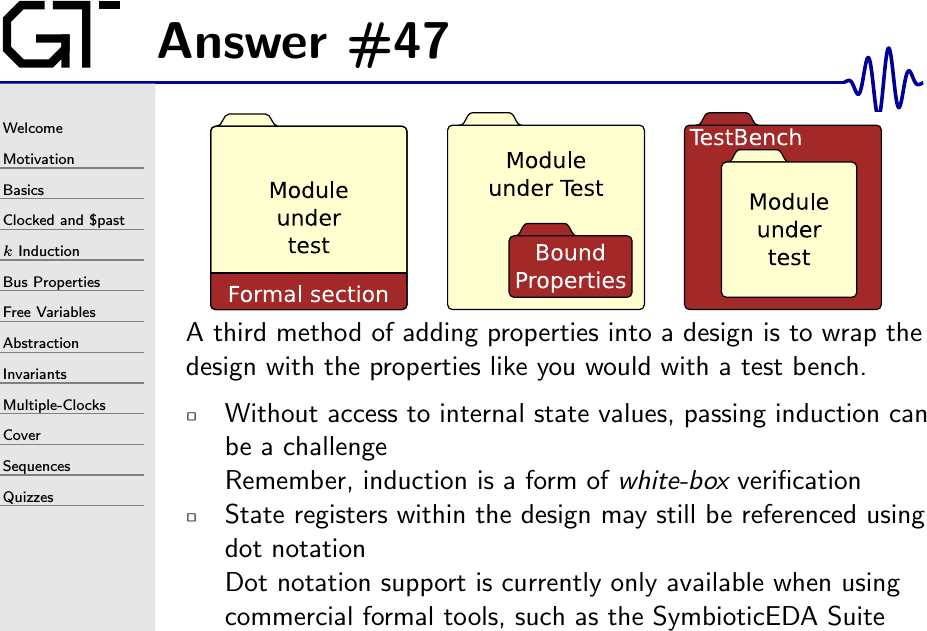 GT
Answer #47
Welcome
Motivation
Basics
Clocked and $past
k Induction
Bus Properties
Free Variables
Abstraction
Invariants
Multiple-Clocks
Cover
Sequences
Quizzes
Module
under
test
Formal section
Module
under Test
Bound
Properties
TestBench
Module
under
test
A third method of adding properties into a design is to wrap the
design with the properties like you would with a test bench.
Without access to internal state values, passing induction can
be a challenge
Remember, induction is a form of white-box verification
State registers within the design may still be referenced using
dot notation
Dot notation support is currently only available when using
commercial formal tools, such as the SymbioticEDA Suite